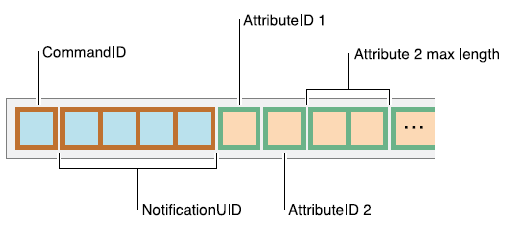 AttributeID 1
CommandID
Attribute 2 max length
...
NotificationUID
AttributeID 2